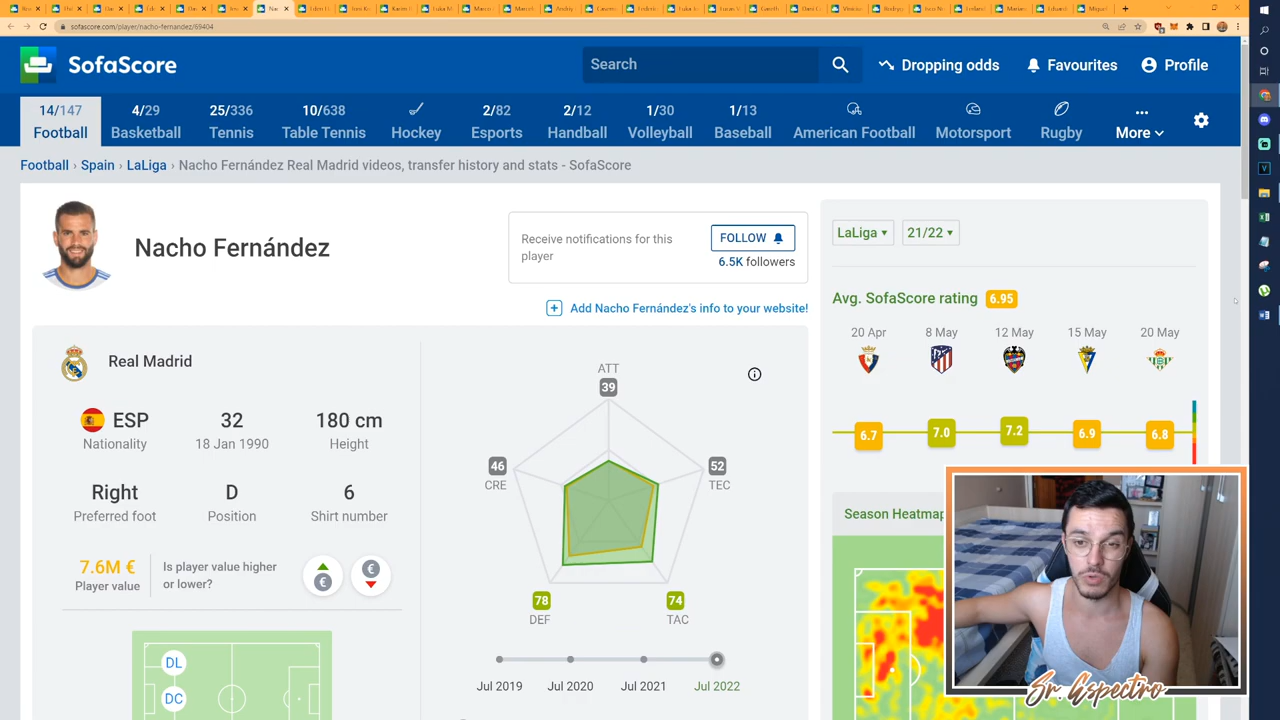 sofascore.com/player/nacho-fernandez/69404
SofaScore
Search
Dropping odds
Favourites
Profile
14/147
4/29
25/336
10/638
2/82
2/12
1/30
1/13
Football
Basketball
Tennis
Table Tennis
Hockey
Esports
Handball
Volleyball
Baseball
American Football
Motorsport
Rugby
More
Football › Spain › LaLiga › Nacho Fernández Real Madrid videos, transfer history and stats - SofaScore
Nacho Fernández
Receive notifications for this
player
FOLLOW
6.5K followers
Add Nacho Fernández's info to your website!
LaLiga
21/22
Avg. SofaScore rating 6.95
20 Apr
8 May
12 May
15 May
20 May
6.7
7.0
7.2
6.9
6.8
Season Heatmap
Real Madrid
ESP
32
180 cm
Nationality
18 Jan 1990
Height
Right
D
6
Preferred foot
Position
Shirt number
7.6M €
Player value
Is player value higher
or lower?
€
€
DL
DC
ATT
39
46
CRE
52
TEC
78
DEF
74
TAC
Jul 2019
Jul 2020
Jul 2021
Jul 2022
Sr. Espectro